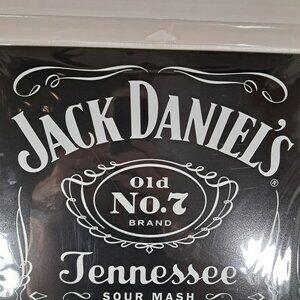 JACK DANIEL'S
®
Old
No.7
BRAND
Tennessee
SOUR MASH